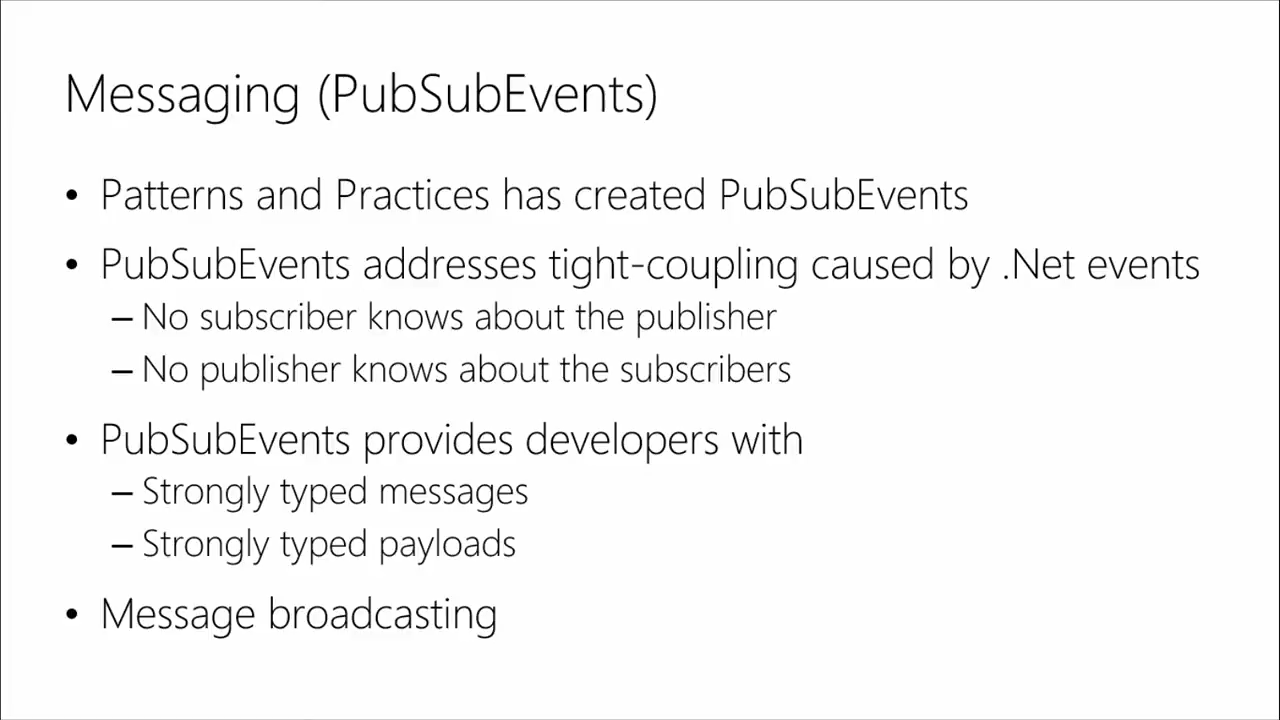 Messaging (PubSubEvents)
• Patterns and Practices has created PubSubEvents
• PubSubEvents addresses tight-coupling caused by .Net events
– No subscriber knows about the publisher
– No publisher knows about the subscribers
• PubSubEvents provides developers with
– Strongly typed messages
– Strongly typed payloads
• Message broadcasting